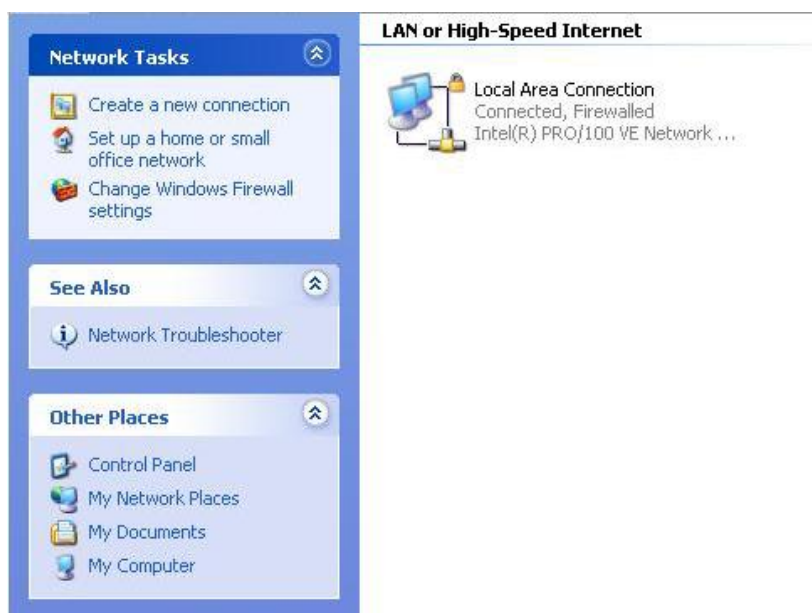 Network Tasks
Create a new connection
Set up a home or small
office network
Change Windows Firewall
settings
See Also
Network Troubleshooter
Other Places
Control Panel
My Network Places
My Documents
My Computer
LAN or High-Speed Internet
Local Area Connection
Connected, Firewalled
Intel(R) PRO/100 VE Network ...